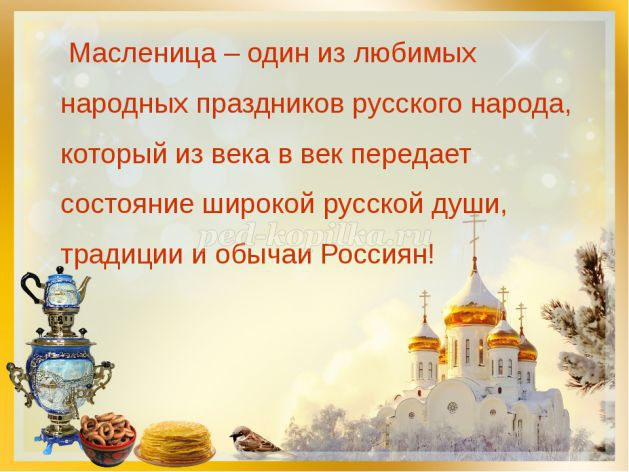 Масленица – один из любимых
народных праздников русского народа,
который из века в век передает
состояние широкой русской души,
ped-kopilka.ru
традиции и обычаи Россиян!